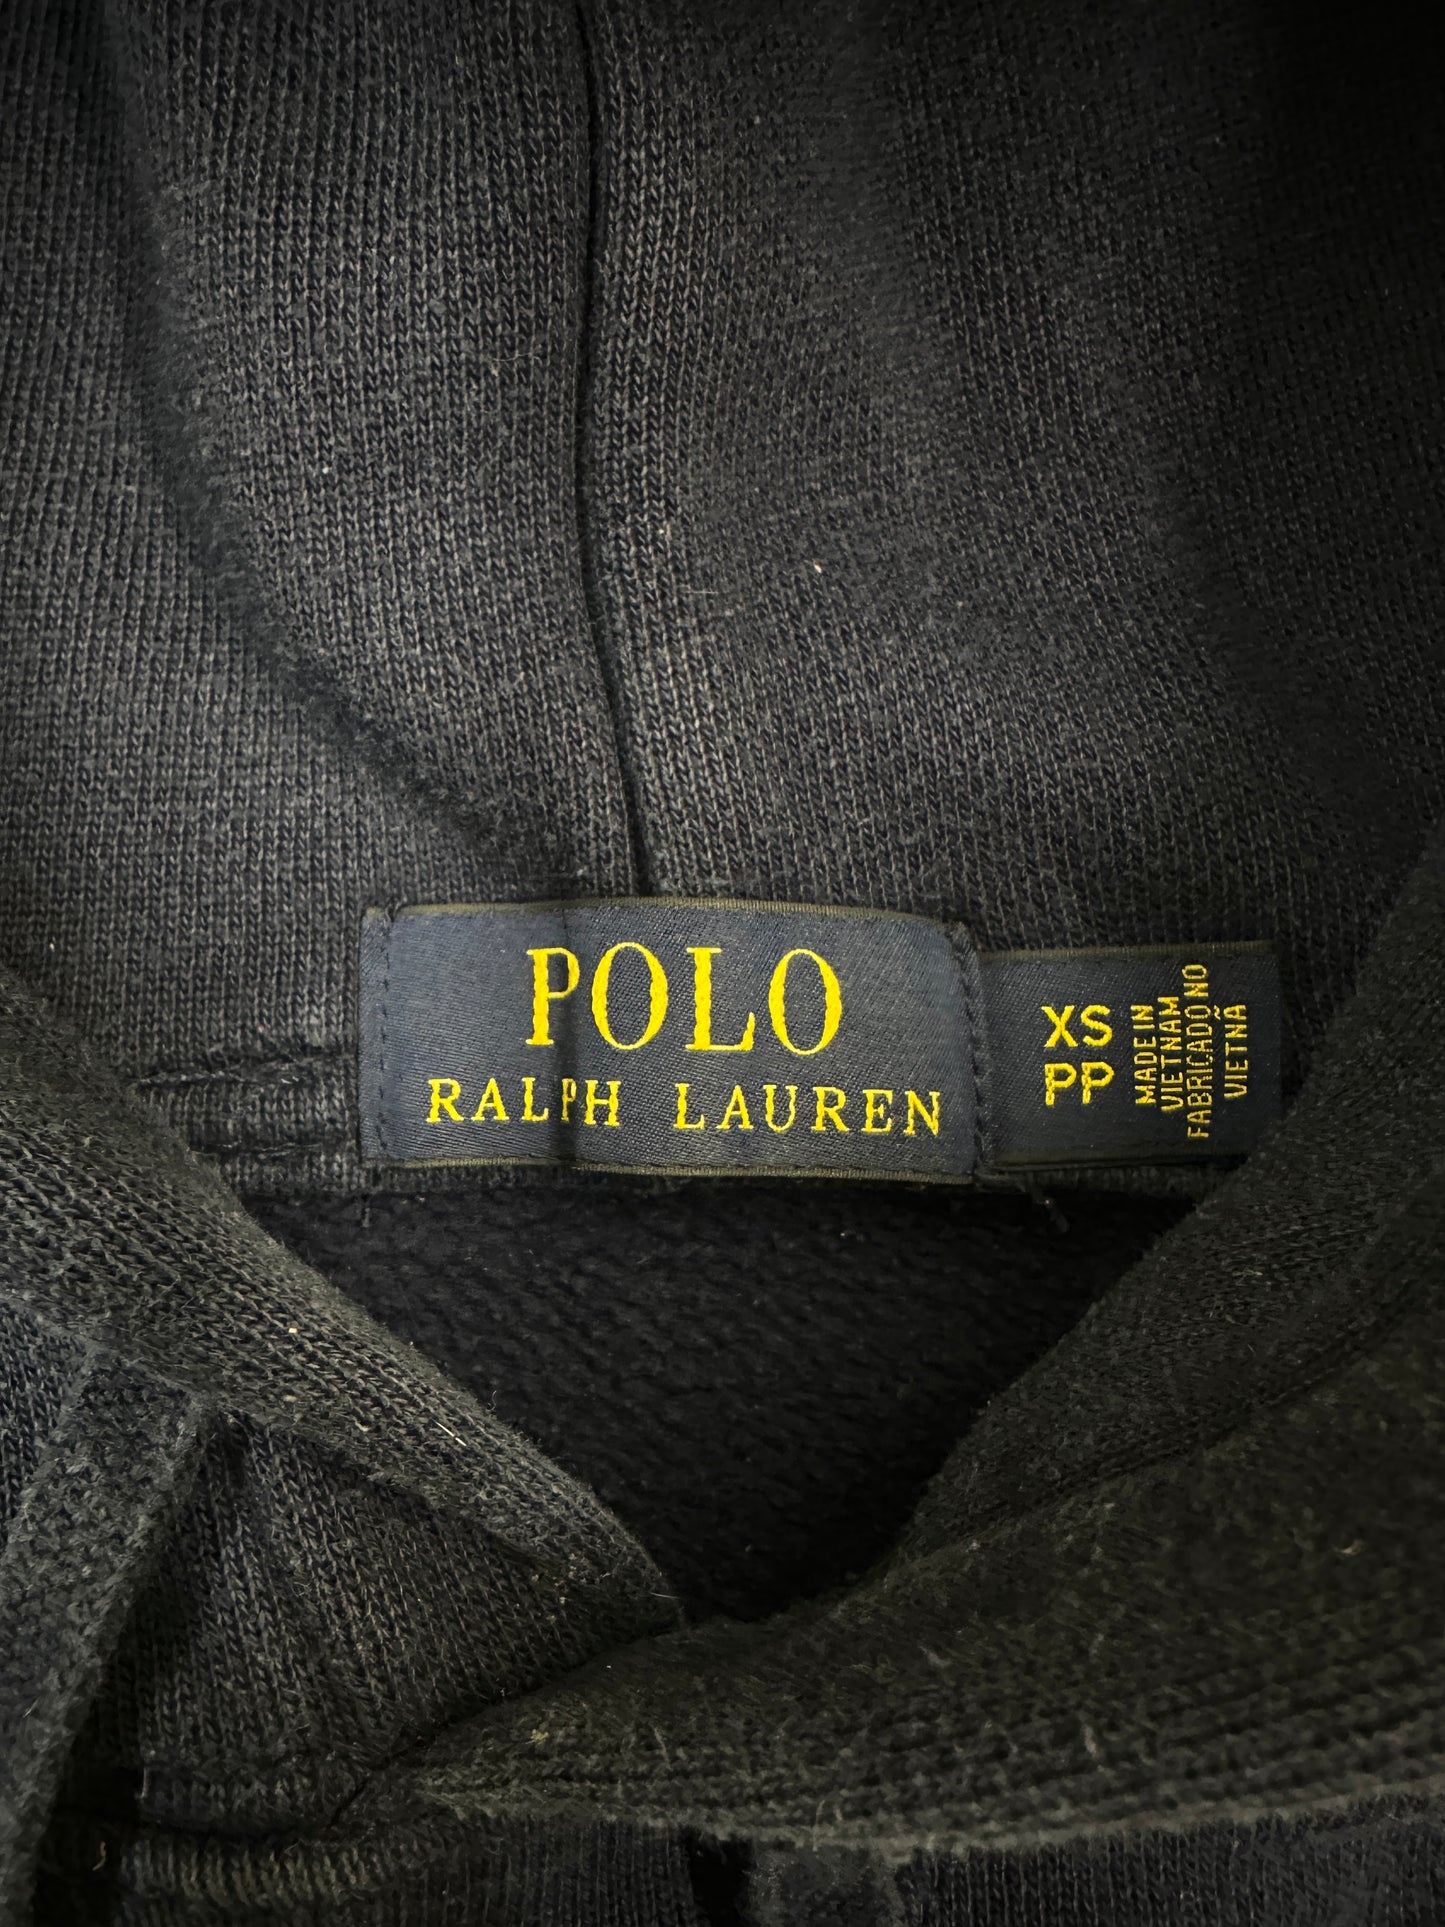 POLO
RALPH LAUREN
XS
PP
MADE IN
VIETNAM
FABRICADO NO
VIETNÃ